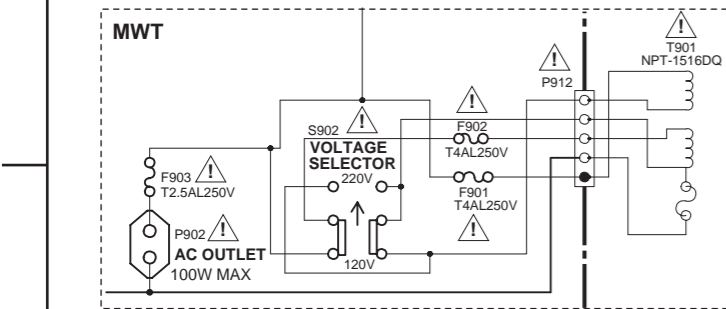 MWT
!
T901
NPT-1516DQ
!
P912
!
S902
!
F902
T4AL250V
VOLTAGE
SELECTOR
220V
F903
!
T2.5AL250V
F901
T4AL250V
!
P902
!
AC OUTLET
100W MAX
120V